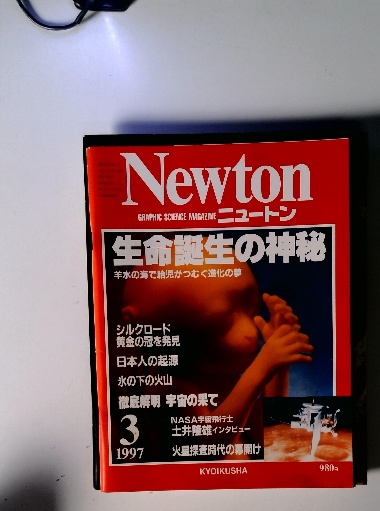 Newton
GRAPHIC SCIENCE MAGAZINE ニュートン
生命誕生の神秘
羊水の海で胎児がつむぐ進化の夢
シルクロード
黄金の冠を発見
日本人の起源
氷の下の火山
徹底解明 宇宙の果て
3
1997
NASA宇宙飛行士
土井隆雄インタビュー
火星探査時代の幕開け
KYOIKUSHA
980円